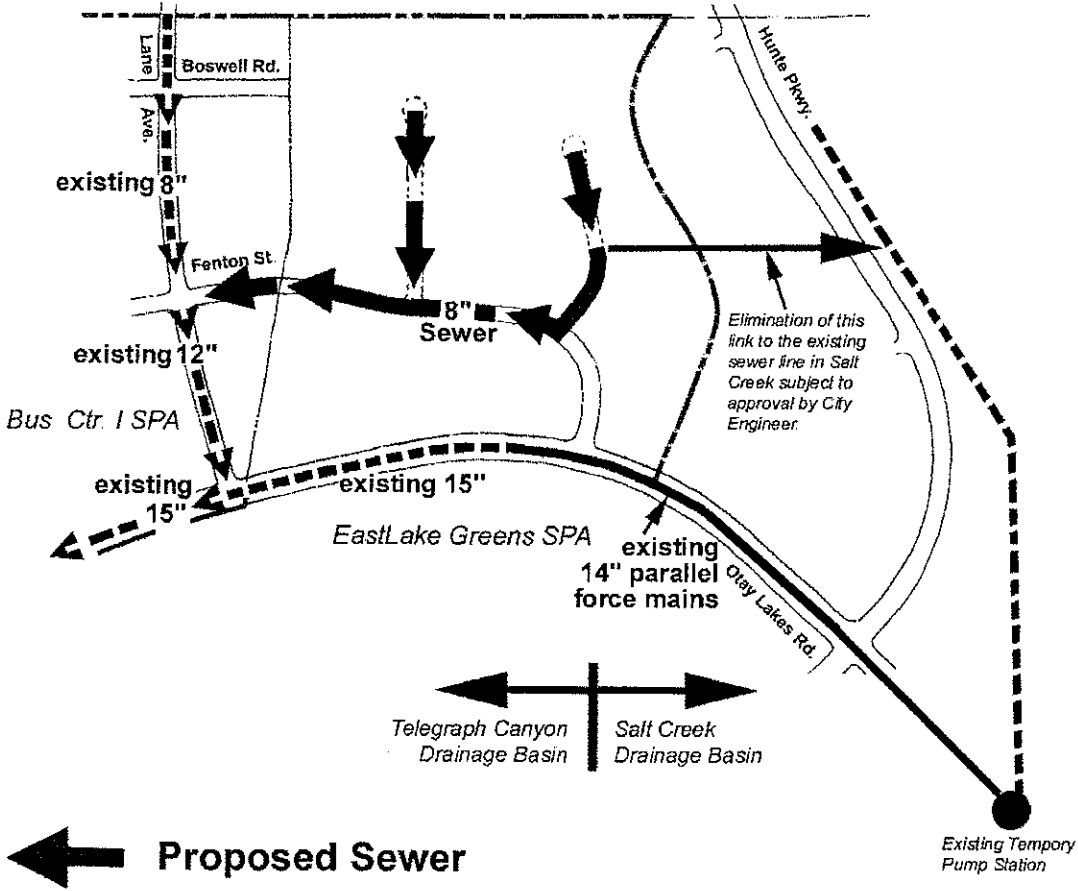 Lane
Ave.
Boswell Rd.
Hunte Pkwy.
existing 8"
Fenton St.
8"
Sewer
Elimination of this
link to the existing
sewer line in Salt
Creek subject to
approval by City
Engineer.
existing 12"
Bus Ctr. I SPA
existing
15"
existing 15"
EastLake Greens SPA
existing
14" parallel
force mains
Otay Lakes Rd.
Telegraph Canyon
Drainage Basin
Salt Creek
Drainage Basin
Existing Tempory
Pump Station
Proposed Sewer